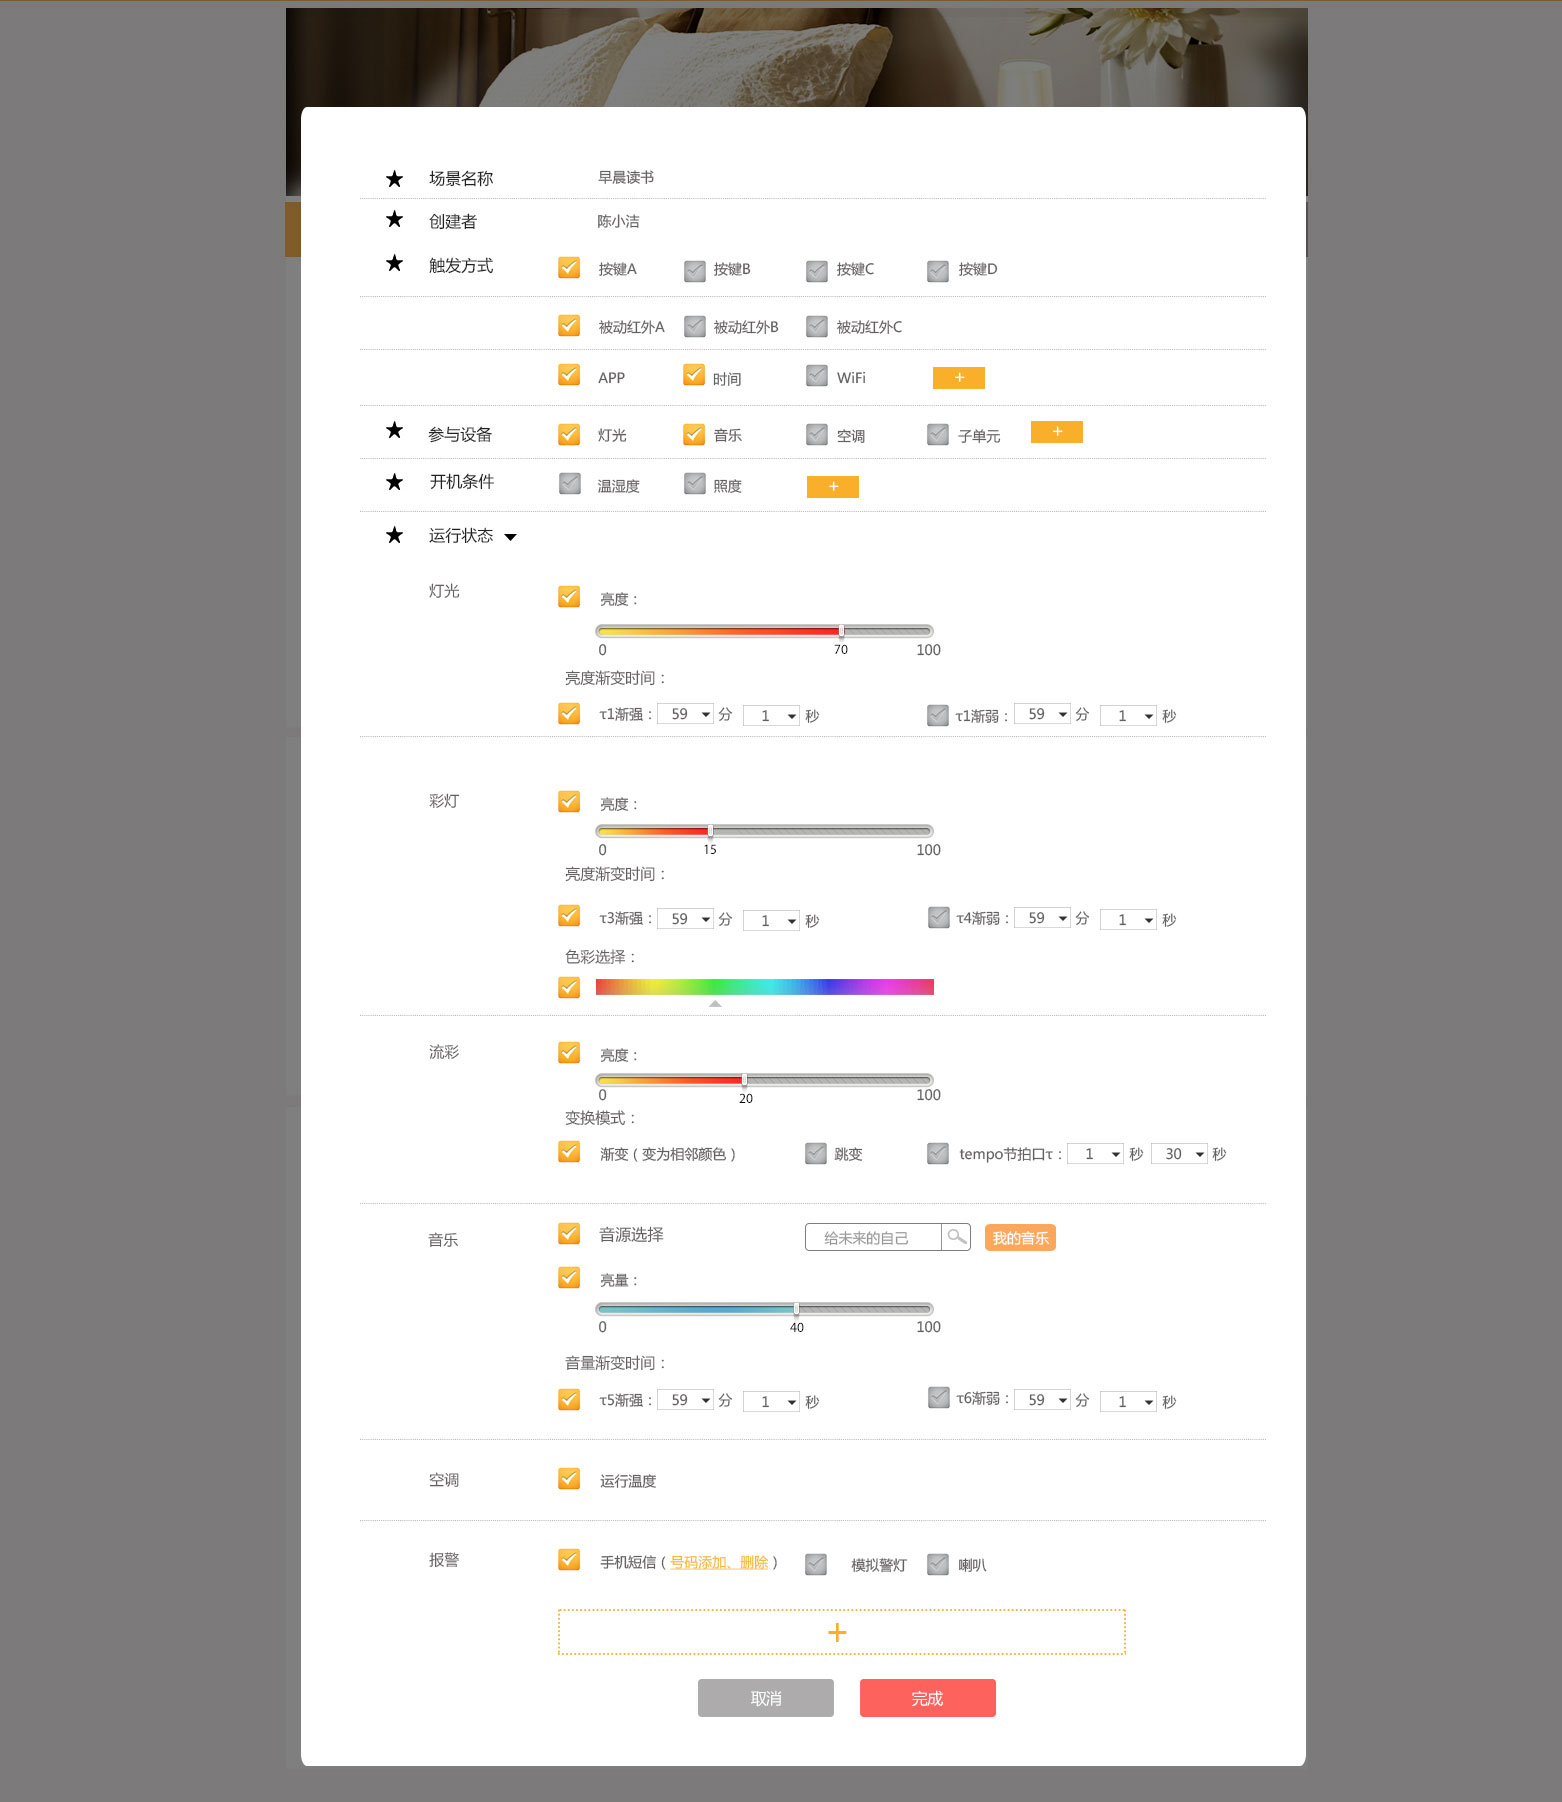 场景名称 早晨读书
创建者 陈小洁
触发方式 按键A 按键B 按键C 按键D
被动红外A 被动红外B 被动红外C
APP 时间 WiFi +
参与设备 灯光 音乐 空调 子单元 +
开机条件 温湿度 照度 +
运行状态
灯光 亮度：
0 70 100
亮度渐变时间：
τ1渐强： 59 分 1 秒 τ1渐弱： 59 分 1 秒
彩灯 亮度：
0 15 100
亮度渐变时间：
τ3渐强： 59 分 1 秒 τ4渐弱： 59 分 1 秒
色彩选择：
流彩 亮度：
0 20 100
变换模式：
渐变（变为相邻颜色） 跳变 tempo节拍口τ： 1 秒 30 秒
音乐 音源选择 给未来的自己 我的音乐
亮量：
0 40 100
音量渐变时间：
τ5渐强： 59 分 1 秒 τ6渐弱： 59 分 1 秒
空调 运行温度
报警 手机短信（号码添加、删除） 模拟警灯 喇叭
+
取消 完成